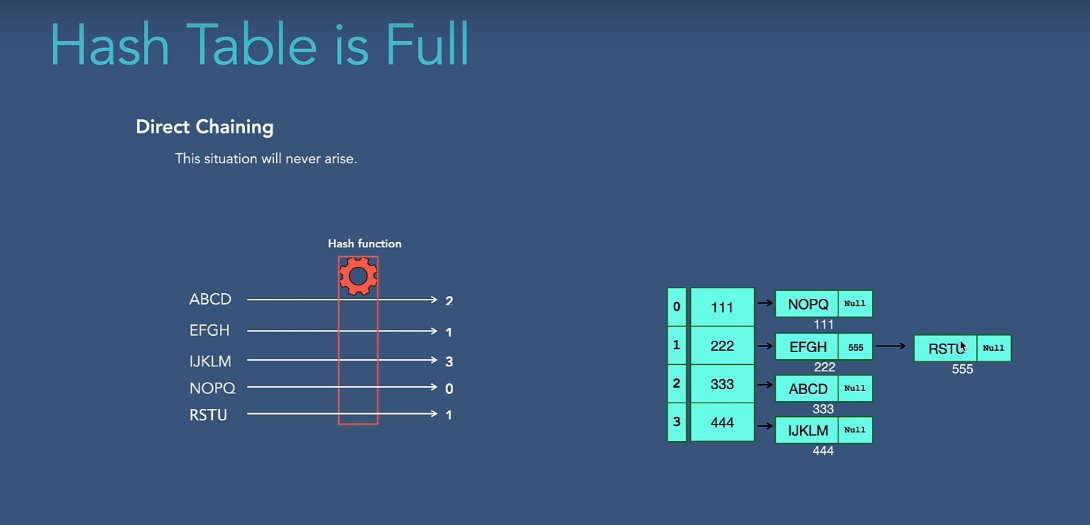 Hash Table is Full
Direct Chaining
This situation will never arise.
Hash function
ABCD 2
EFGH 1
IJKLM 3
NOPQ 0
RSTU 1
0 111 NOPQ Null
111
1 222 EFGH 555 RSTU Null
222 555
2 333 ABCD Null
333
3 444 IJKLM Null
444